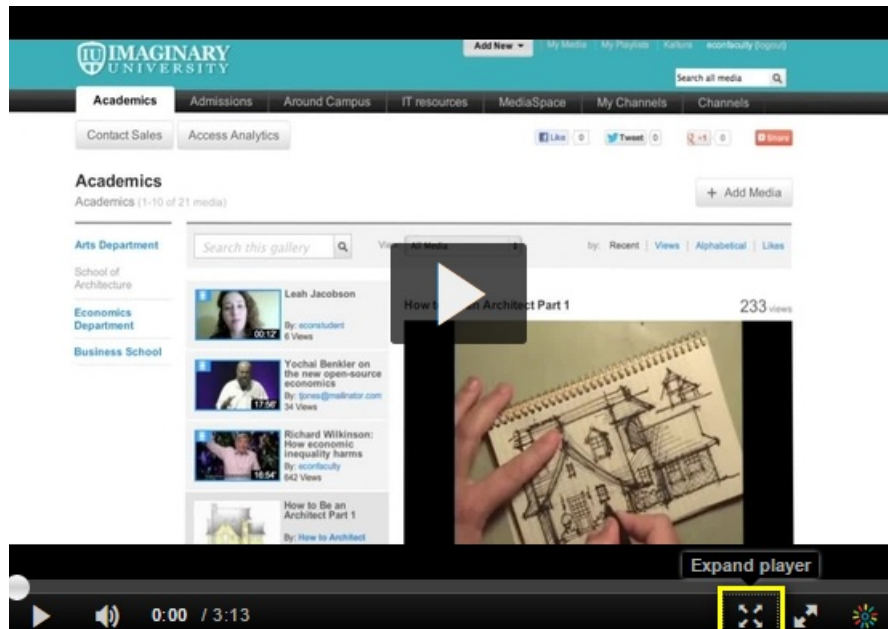 IU IMAGINARY
UNIVERSITY
Add New My Media My Playlists Kaltura econfaculty (logout)
Search all media
Academics Admissions Around Campus IT resources MediaSpace My Channels Channels
Contact Sales Access Analytics
Like 0 Tweet 0 +1 0 Share
Academics
Academics (1-10 of 21 media)
+ Add Media
Arts Department
School of
Architecture
Economics
Department
Business School
Search this gallery
View All Media
by: Recent | Views | Alphabetical | Likes
Leah Jacobson
By: econstudent
6 Views
00:12'
Yochai Benkler on
the new open-source
economics
By: tjones@mailinator.com
34 Views
17:56'
Richard Wilkinson:
How economic
inequality harms
By: econfaculty
642 Views
16:54'
How to Be an
Architect Part 1
By: How to Architect
How to an Architect Part 1
233 views
Expand player
0:00 / 3:13